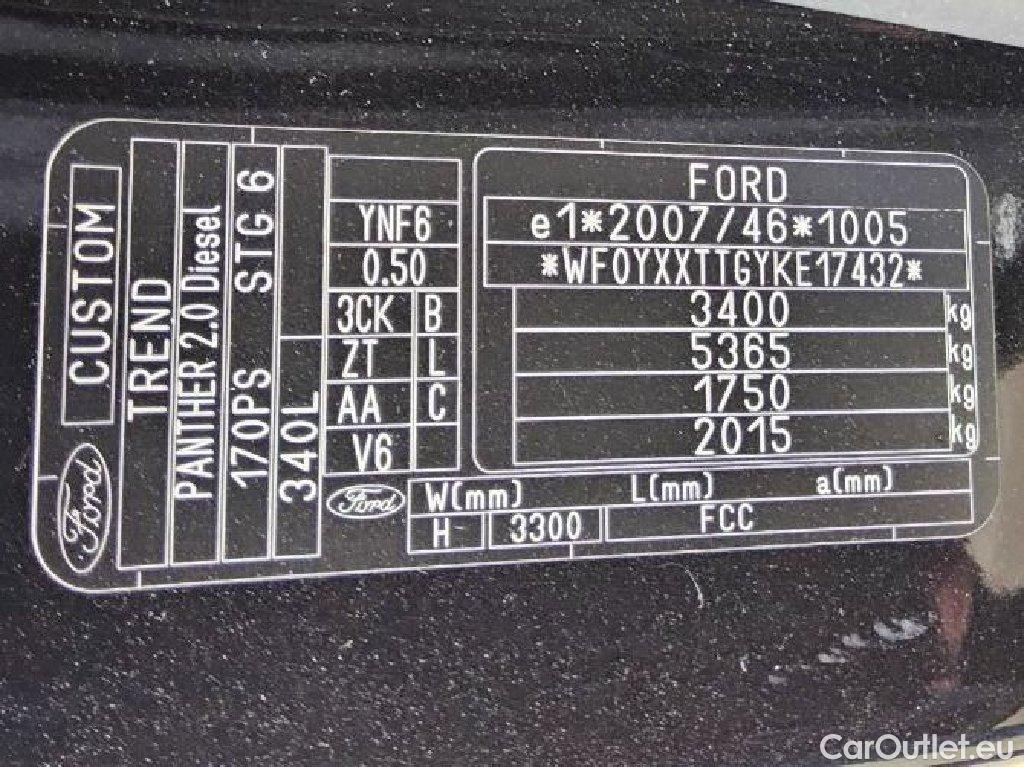 Ford
CUSTOM
TREND
PANTHER 2.0 Diesel
170PS STG 6
340L
YNF6
0.50
3CK B
ZT L
AA C
V6
FORD
e1*2007/46*1005
*WF0YXXTTGYKE17432*
3400 kg
5365 kg
1750
2015 kg
Ford
W(mm) L(mm) a(mm)
H 3300 FCC
CarOutlet.eu